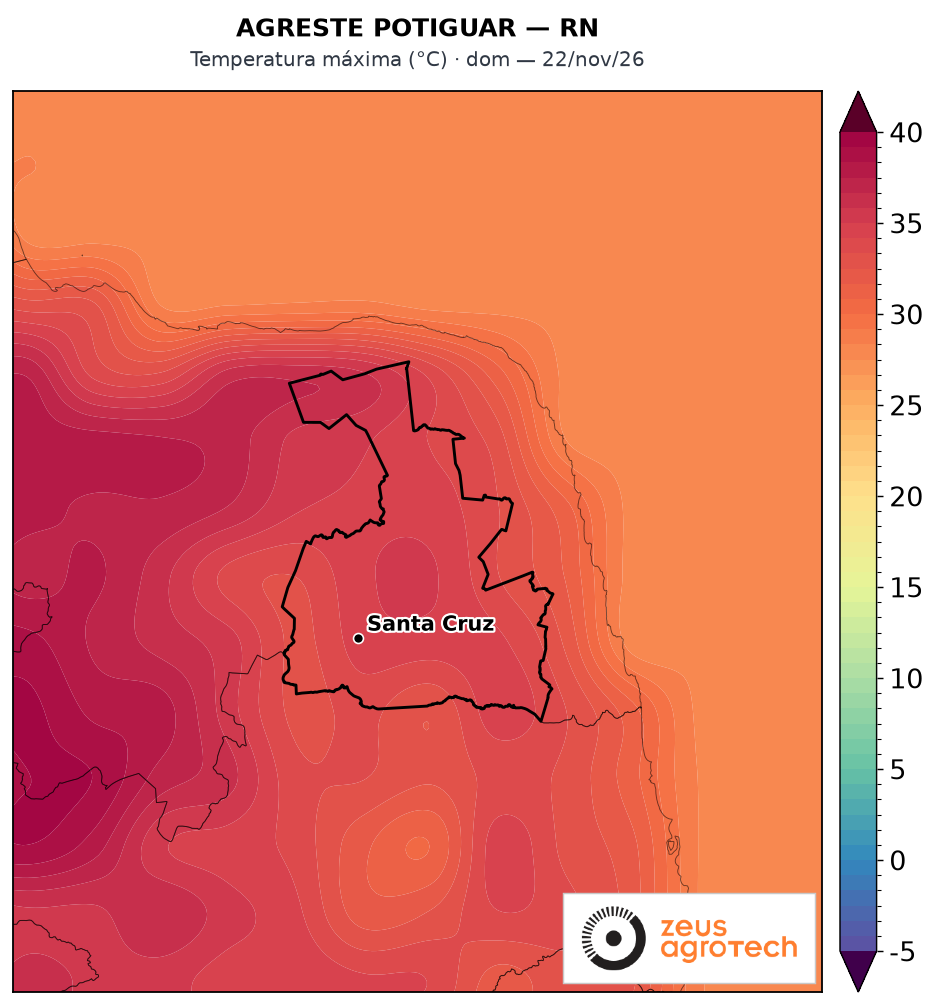 AGRESTE POTIGUAR — RN
Temperatura máxima (°C) · dom — 22/nov/26
40
35
30
25
20
15
10
5
0
-5
Santa Cruz
zeus
agrotech